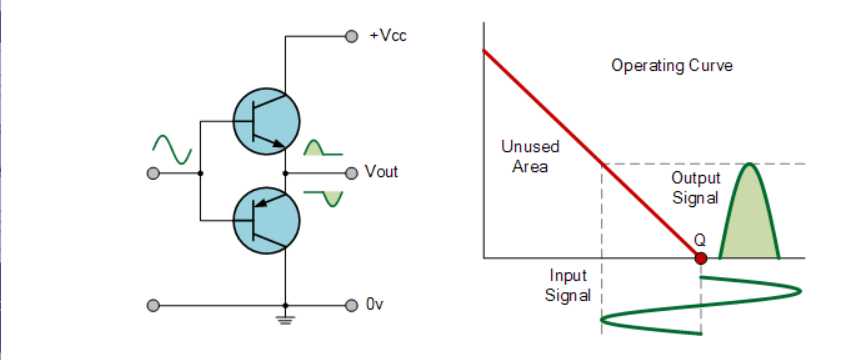 +Vcc
Vout
0v
Operating Curve
Unused
Area
Output
Signal
Q
Input
Signal